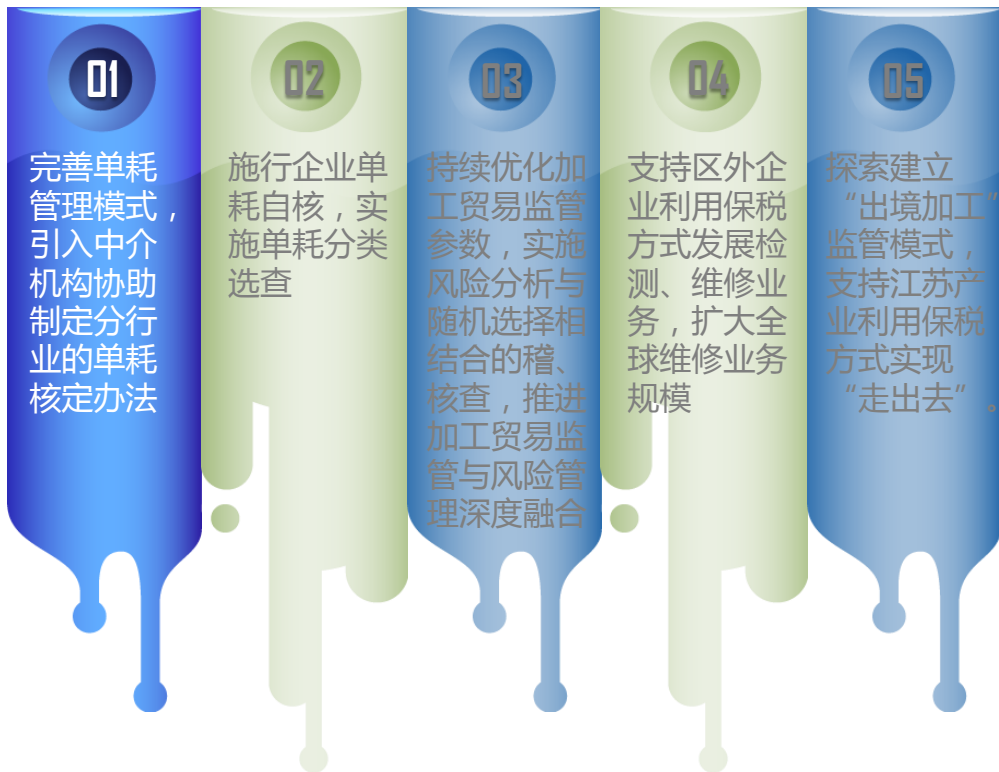 01
完善单耗
管理模式，
引入中介
机构协助
制定分行
业的单耗
核定办法
02
施行企业单
耗自核，实
施单耗分类
选查
03
持续优化加
工贸易监管
参数，实施
风险分析与
随机选择相
结合的稽、
核查，推进
加工贸易监
管与风险管
理深度融合
04
支持区外企
业利用保税
方式发展检
测、维修业
务，扩大全
球维修业务
规模
05
探索建立
“出境加工”
监管模式，
支持江苏产
业利用保税
方式实现
“走出去”。